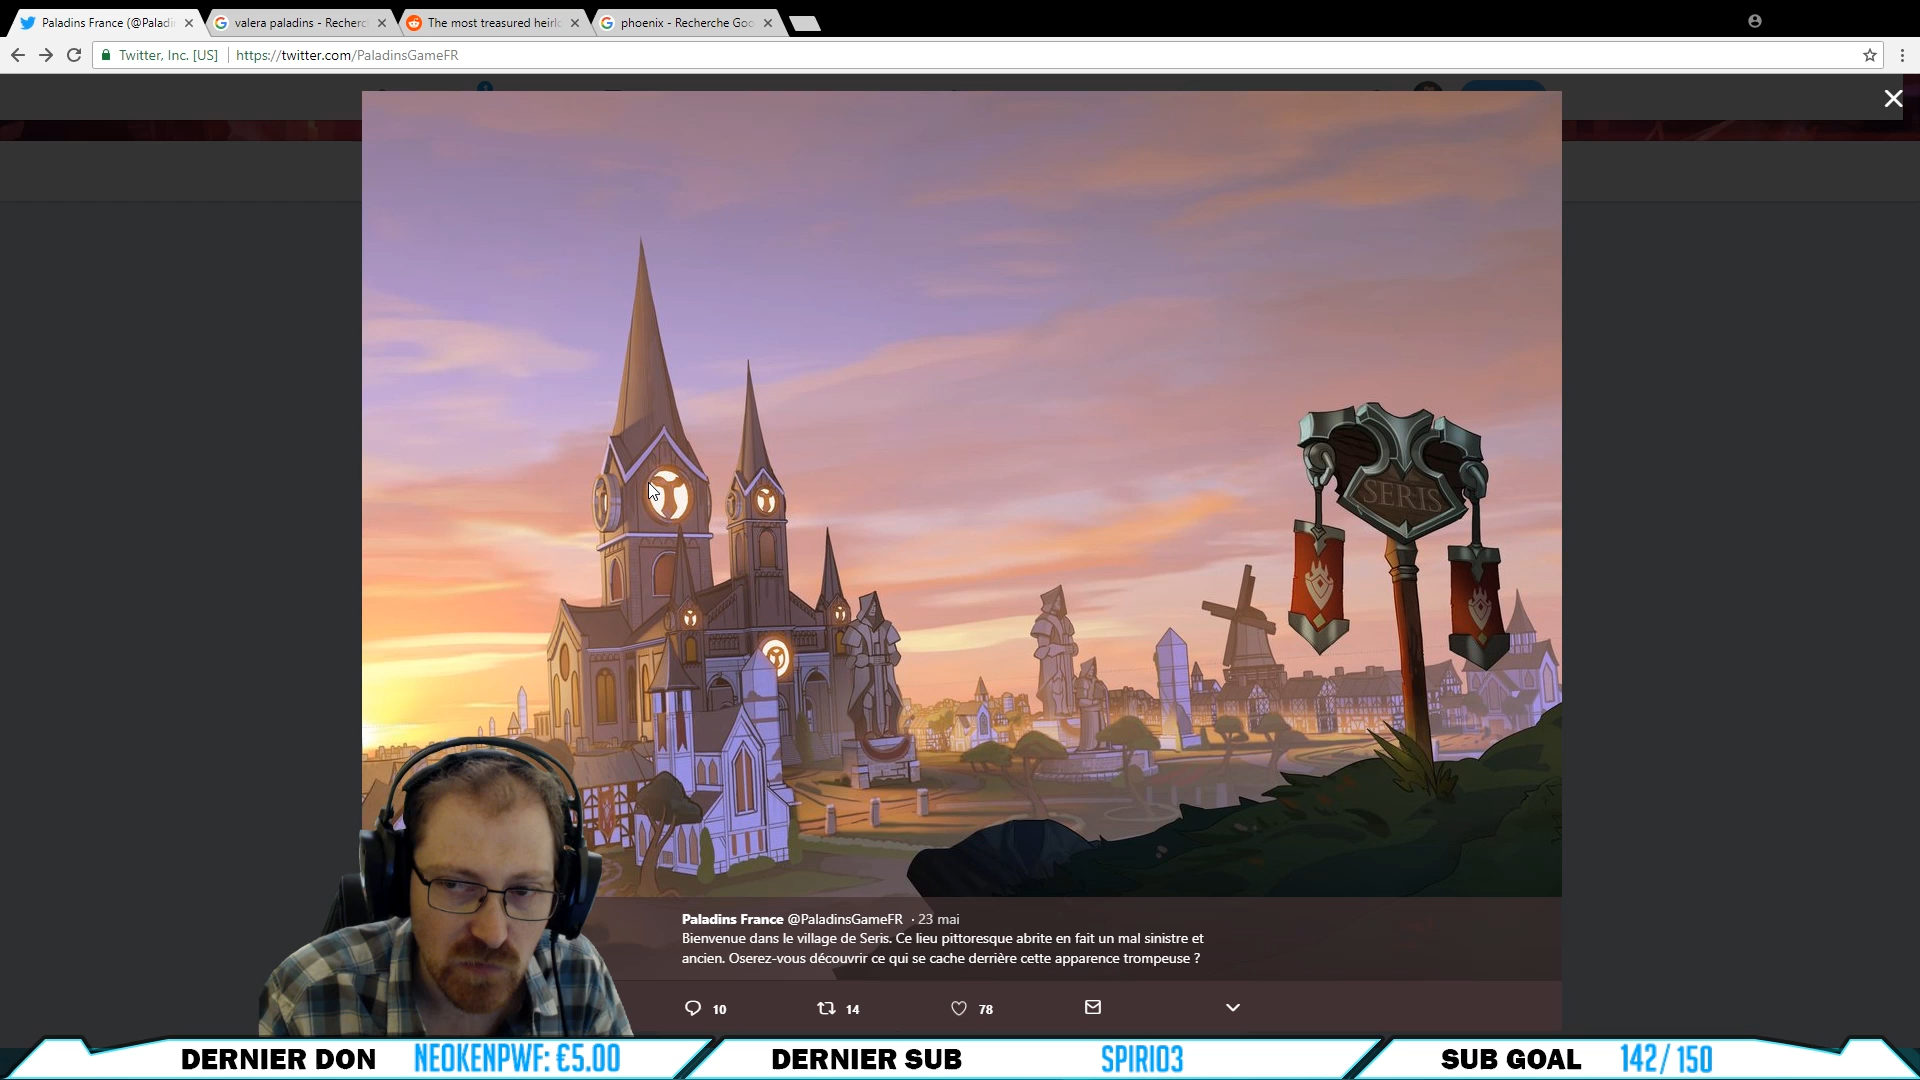 Paladins France (@Paladin
valera paladins - Recherc
The most treasured heirlo
phoenix - Recherche Goo
Twitter, Inc. [US]
https://twitter.com/PaladinsGameFR
SERIS
Paladins France @PaladinsGameFR · 23 mai
Bienvenue dans le village de Seris. Ce lieu pittoresque abrite en fait un mal sinistre et
ancien. Oserez-vous découvrir ce qui se cache derrière cette apparence trompeuse ?
10 14 78
DERNIER DON NEOKENPWF: €5.00 DERNIER SUB SPIRIO3 SUB GOAL 142/150